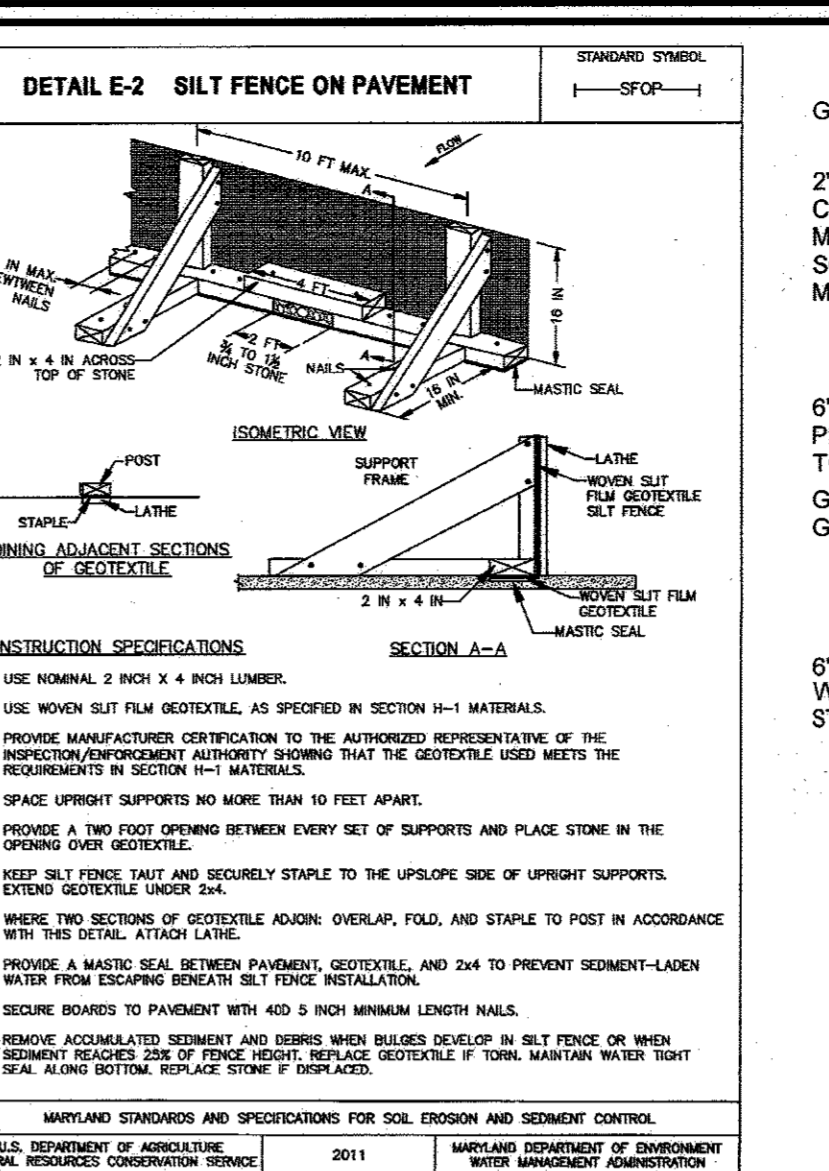 DETAIL E-2 SILT FENCE ON PAVEMENT
STANDARD SYMBOL
SFOP
FLOW
10 FT MAX.
A
IN MAX.
NAILS
4 FT
16 IN
2 FT
¾ TO 1½
INCH STONE
IN x 4 IN ACROSS
TOP OF STONE
NAILS
A
16 IN
MIN.
MASTIC SEAL
ISOMETRIC VIEW
POST
STAPLE
LATHE
OINING ADJACENT SECTIONS
OF GEOTEXTILE
SUPPORT
FRAME
LATHE
WOVEN SLIT
FILM GEOTEXTILE
SILT FENCE
2 IN x 4 IN
WOVEN SLIT FILM
GEOTEXTILE
MASTIC SEAL
SECTION A-A
NSTRUCTION SPECIFICATIONS
USE NOMINAL 2 INCH X 4 INCH LUMBER.
USE WOVEN SLIT FILM GEOTEXTILE, AS SPECIFIED IN SECTION H-1 MATERIALS.
PROVIDE MANUFACTURER CERTIFICATION TO THE AUTHORIZED REPRESENTATIVE OF THE
INSPECTION/ENFORCEMENT AUTHORITY SHOWING THAT THE GEOTEXTILE USED MEETS THE
REQUIREMENTS IN SECTION H-1 MATERIALS.
SPACE UPRIGHT SUPPORTS NO MORE THAN 10 FEET APART.
PROVIDE A TWO FOOT OPENING BETWEEN EVERY SET OF SUPPORTS AND PLACE STONE IN THE
OPENING OVER GEOTEXTILE.
KEEP SILT FENCE TAUT AND SECURELY STAPLE TO THE UPSLOPE SIDE OF UPRIGHT SUPPORTS.
EXTEND GEOTEXTILE UNDER 2x4.
WHERE TWO SECTIONS OF GEOTEXTILE ADJOIN: OVERLAP, FOLD, AND STAPLE TO POST IN ACCORDANCE
WITH THIS DETAIL. ATTACH LATHE.
PROVIDE A MASTIC SEAL BETWEEN PAVEMENT, GEOTEXTILE, AND 2x4 TO PREVENT SEDIMENT-LADEN
WATER FROM ESCAPING BENEATH SILT FENCE INSTALLATION.
SECURE BOARDS TO PAVEMENT WITH 40D 5 INCH MINIMUM LENGTH NAILS.
REMOVE ACCUMULATED SEDIMENT AND DEBRIS WHEN BULGES DEVELOP IN SILT FENCE OR WHEN
SEDIMENT REACHES 25% OF FENCE HEIGHT. REPLACE GEOTEXTILE IF TORN. MAINTAIN WATER TIGHT
SEAL ALONG BOTTOM. REPLACE STONE IF DISPLACED.
MARYLAND STANDARDS AND SPECIFICATIONS FOR SOIL EROSION AND SEDIMENT CONTROL
U.S. DEPARTMENT OF AGRICULTURE
RAL RESOURCES CONSERVATION SERVICE
2011
MARYLAND DEPARTMENT OF ENVIRONMENT
WATER MANAGEMENT ADMINISTRATION
G
2"
C
M
S
M
6"
P
T
G
G
6"
W
S